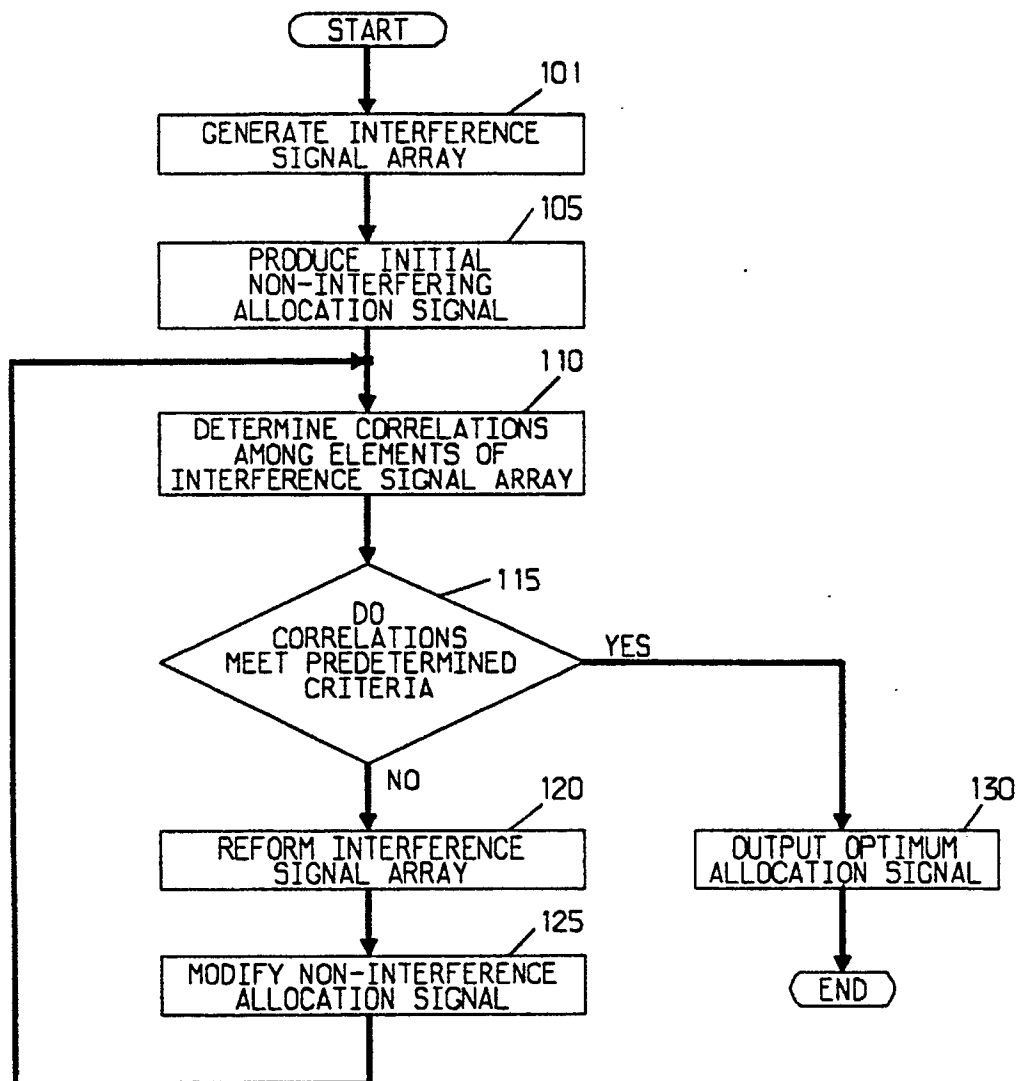 START
101
GENERATE INTERFERENCE
SIGNAL ARRAY
105
PRODUCE INITIAL
NON-INTERFERING
ALLOCATION SIGNAL
110
DETERMINE CORRELATIONS
AMONG ELEMENTS OF
INTERFERENCE SIGNAL ARRAY
115
DO
CORRELATIONS
MEET PREDETERMINED
CRITERIA
YES
NO
120
REFORM INTERFERENCE
SIGNAL ARRAY
130
OUTPUT OPTIMUM
ALLOCATION SIGNAL
125
MODIFY NON-INTERFERENCE
ALLOCATION SIGNAL
END